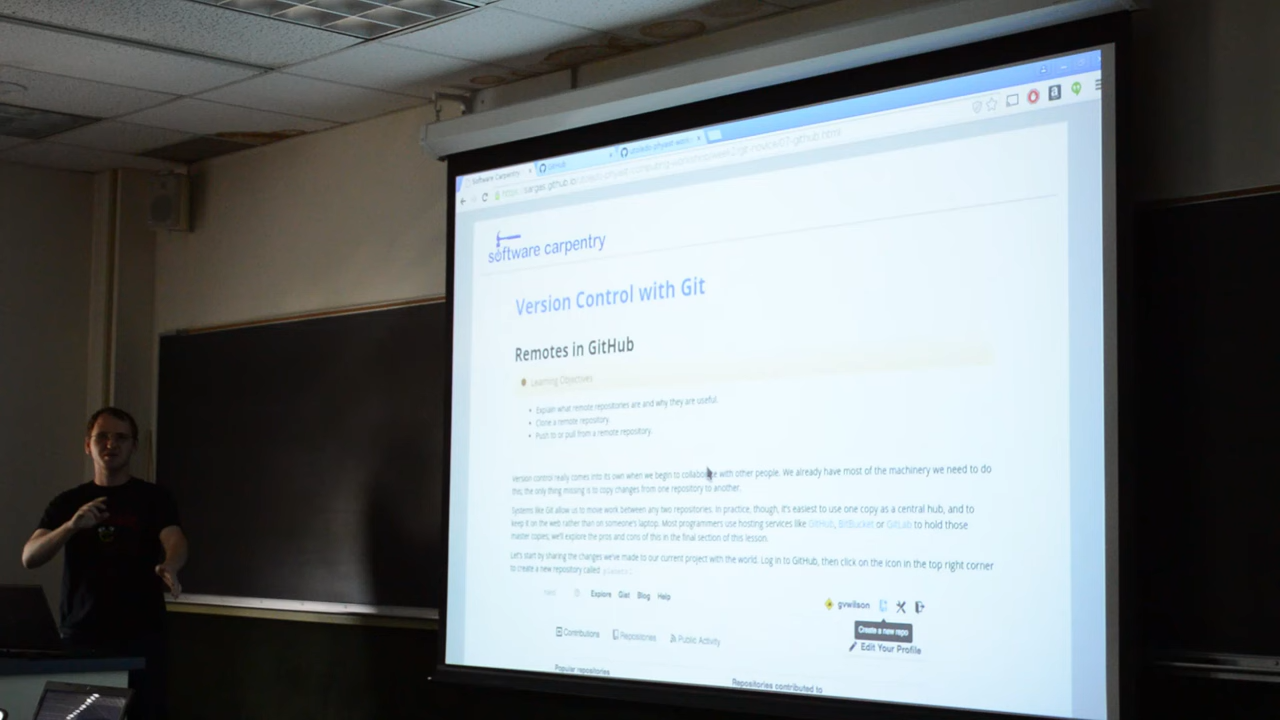 Software Carpentry
GitHub
software carpentry
Version Control with Git
Remotes in GitHub
Learning Objectives
Explain what remote repositories are and why they are useful.
Clone a remote repository.
Push to or pull from a remote repository.
Version control really comes into its own when we begin to collaborate with other people. We already have most of the machinery we need to do
this; the only thing missing is to copy changes from one repository to another.
Systems like Git allow us to move work between any two repositories. In practice, though, it's easiest to use one copy as a central hub, and to
keep it on the web rather than on someone's laptop. Most programmers use hosting services like GitHub, BitBucket or GitLab to hold those
master copies; we'll explore the pros and cons of this in the final section of this lesson.
Let's start by sharing the changes we've made to our current project with the world. Log in to GitHub, then click on the icon in the top right corner
to create a new repository called planets:
Explore Gist Blog Help
gvwilson
Create a new repo
Contributions Repositories Public Activity
Edit Your Profile
Popular repositories
Repositories contributed to